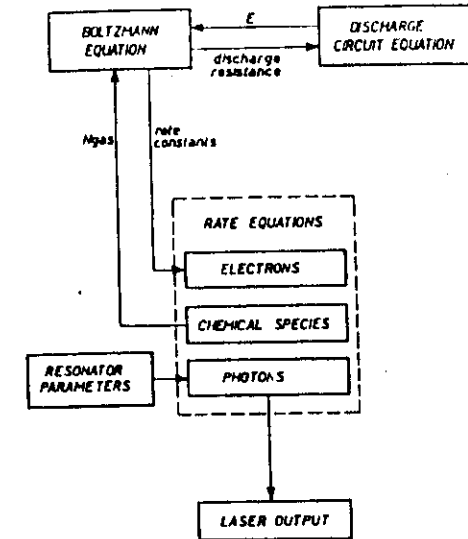 BOLTZMANN
EQUATION
E
DISCHARGE
CIRCUIT EQUATION
discharge
resistance
Ngas
rate
constants
RATE EQUATIONS
ELECTRONS
CHEMICAL SPECIES
RESONATOR
PARAMETERS
PHOTONS
LASER OUTPUT